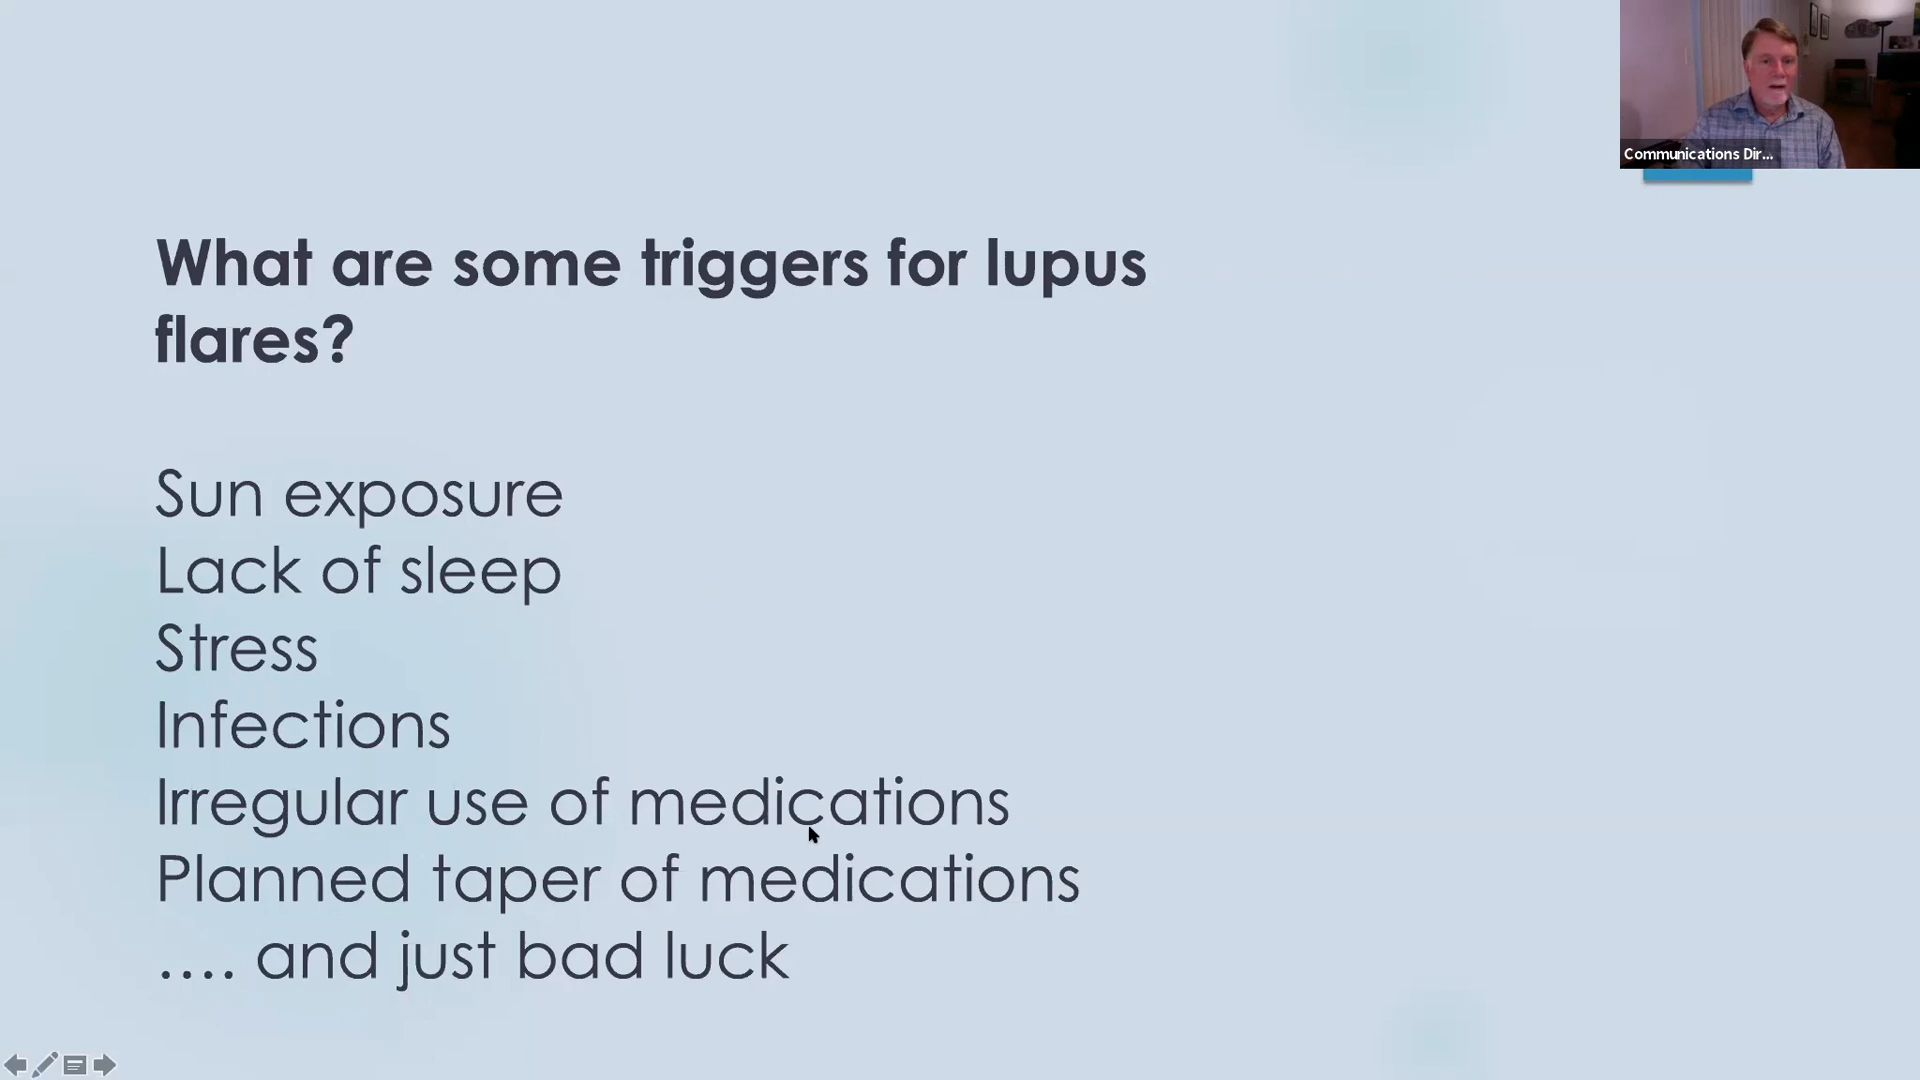 Communications Dir...
What are some triggers for lupus
flares?
Sun exposure
Lack of sleep
Stress
Infections
Irregular use of medications
Planned taper of medications
.... and just bad luck